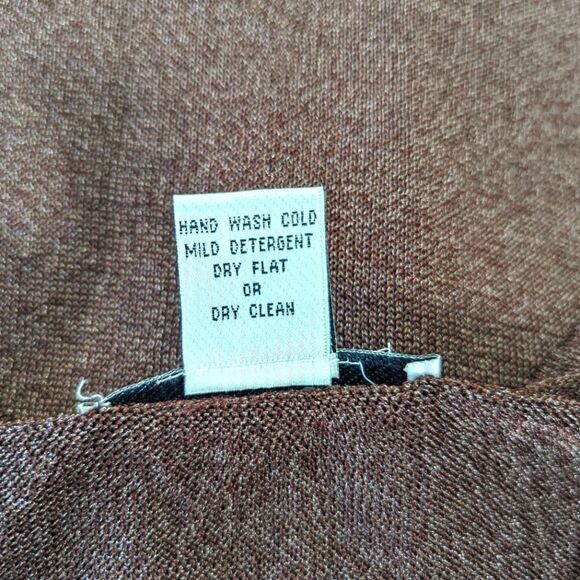 HAND WASH COLD
MILD DETERGENT
DRY FLAT
OR
DRY CLEAN